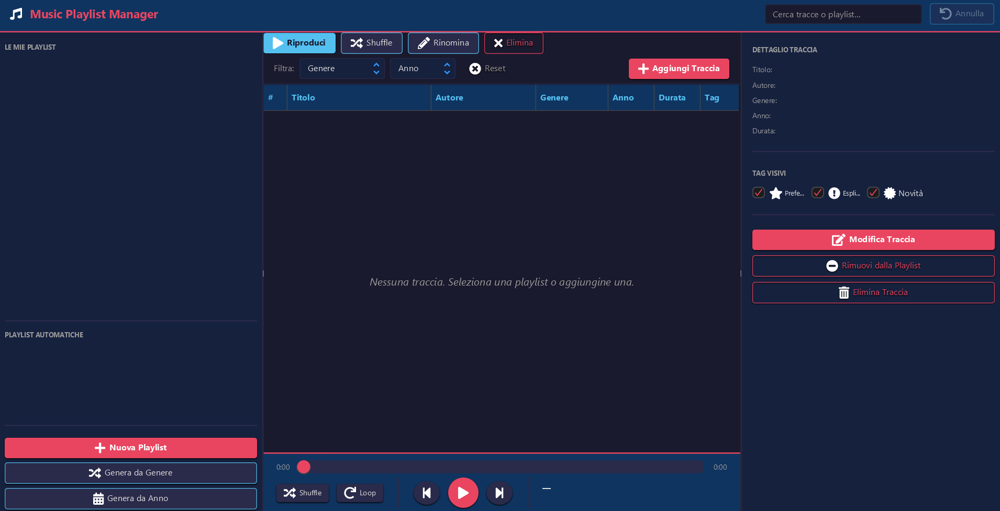 Music Playlist Manager
Cerca tracce o playlist...
Annulla
LE MIE PLAYLIST
PLAYLIST AUTOMATICHE
Nuova Playlist
Genera da Genere
Genera da Anno
Riproduci Shuffle Rinomina Elimina
Filtra: Genere Anno Reset Aggiungi Traccia
# Titolo Autore Genere Anno Durata Tag
Nessuna traccia. Seleziona una playlist o aggiungine una.
0:00 0:00
Shuffle Loop —
DETTAGLIO TRACCIA
Titolo:
Autore:
Genere:
Anno:
Durata:
TAG VISIVI
Prefe... Espli... Novità
Modifica Traccia
Rimuovi dalla Playlist
Elimina Traccia